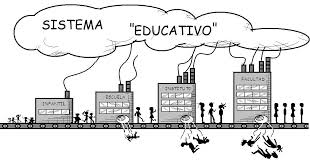 SISTEMA "EDUCATIVO"
INFANTIL
ESCUELA
INSTITUTO
FACULTAD